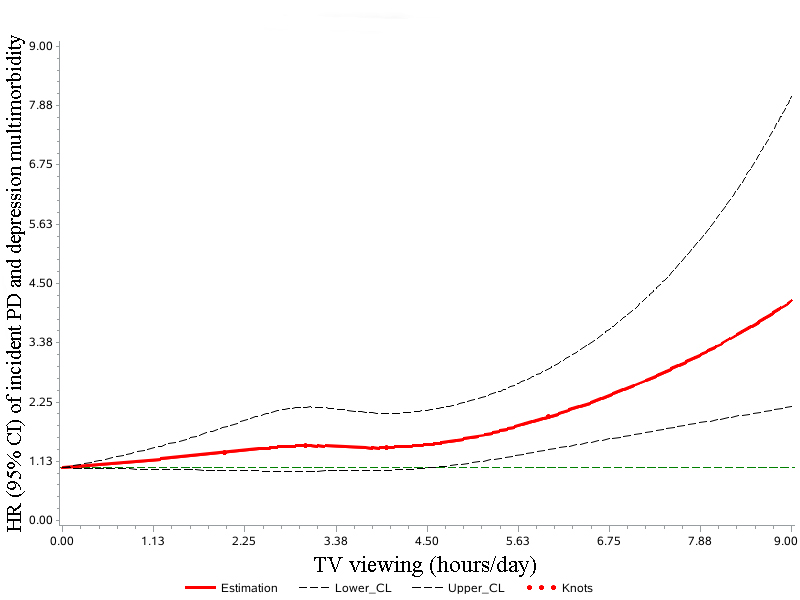 HR (95% CI) of incident PD and depression multimorbidity
9.00
7.88
6.75
5.63
4.50
3.38
2.25
1.13
0.00
0.00 1.13 2.25 3.38 4.50 5.63 6.75 7.88 9.00
TV viewing (hours/day)
Estimation Lower_CL Upper_CL Knots